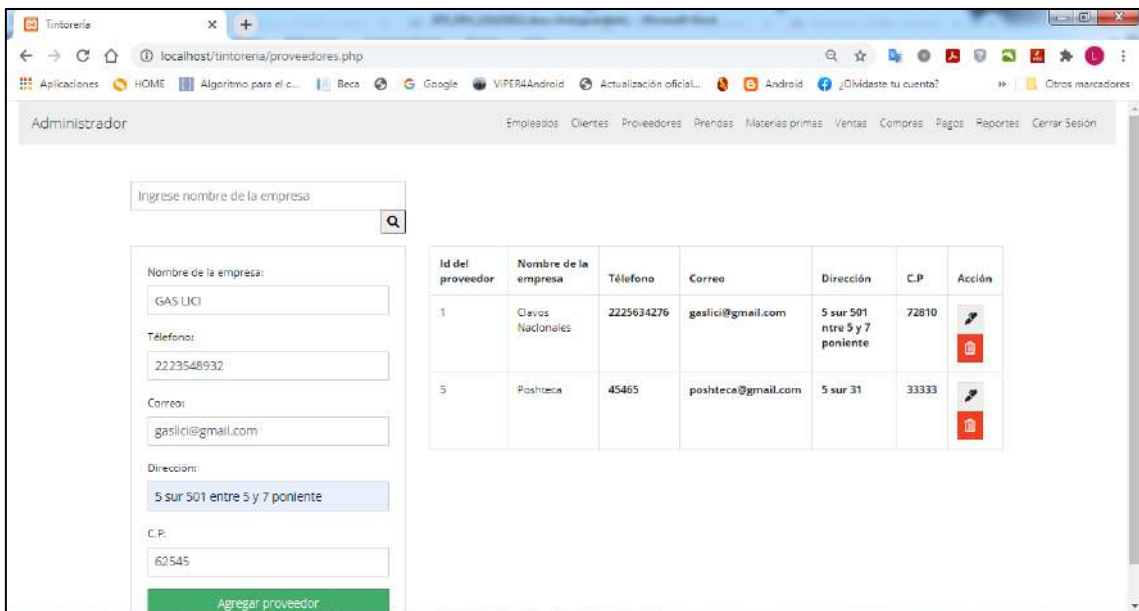 Tintorería
localhost/tintoreria/proveedores.php
Aplicaciones HOME Algoritmo para el c... Beca Google ViPER4Android Actualización oficial... Android ¿Olvidaste tu cuenta? » Otros marcadores
Administrador Empleados Clientes Proveedores Prendas Materias primas Ventas Compras Pagos Reportes Cerrar Sesión
Ingrese nombre de la empresa
Nombre de la empresa:
GAS LICI
Télefono:
2223548932
Correo:
gaslici@gmail.com
Dirección:
5 sur 501 entre 5 y 7 poniente
C.P:
62545
Agregar proveedor
Id del proveedor Nombre de la empresa Télefono Correo Dirección C.P Acción
1 Clavos Nacionales 2225634276 gaslici@gmail.com 5 sur 501 ntre 5 y 7 poniente 72810
5 Poshteca 45465 poshteca@gmail.com 5 sur 31 33333